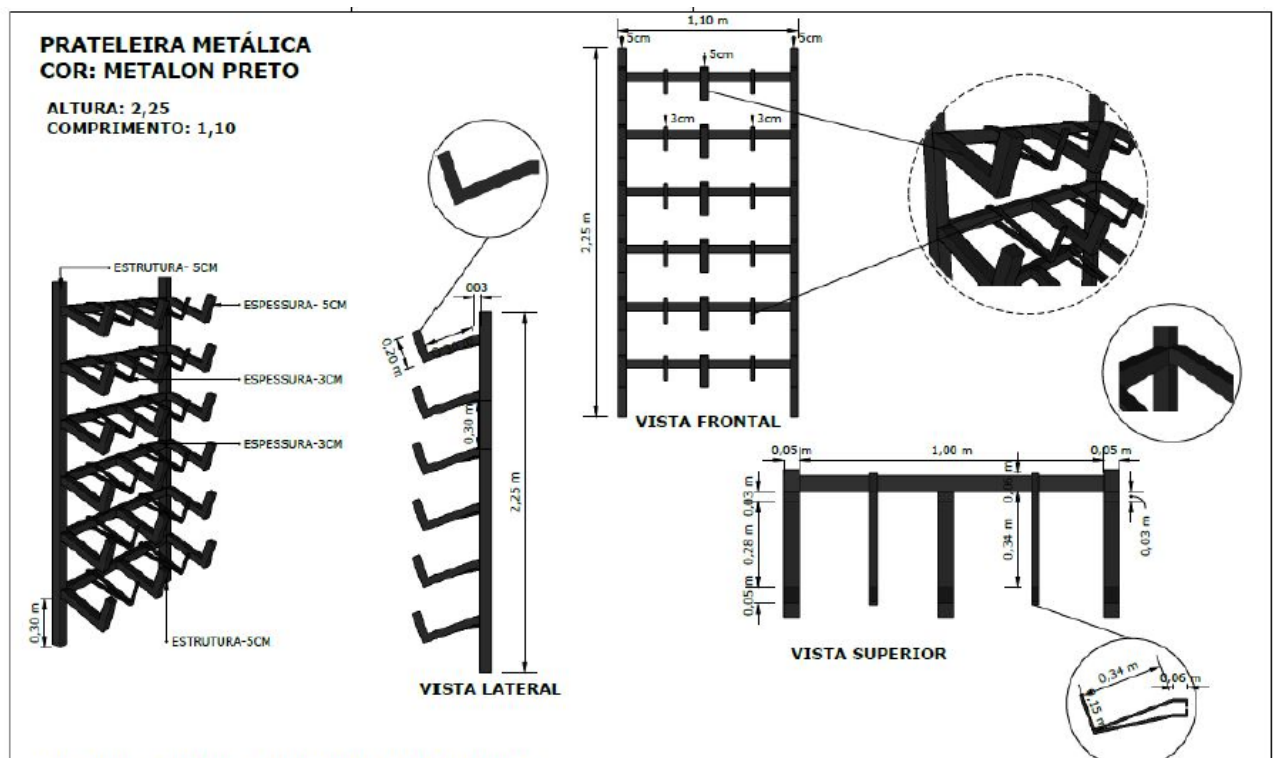 PRATELEIRA METÁLICA
COR: METALON PRETO
ALTURA: 2,25
COMPRIMENTO: 1,10
1,10 m
5cm
5cm
5cm
3cm
3cm
2,25 m
VISTA FRONTAL
ESTRUTURA- 5CM
ESPESSURA- 5CM
ESPESSURA-3CM
ESPESSURA-3CM
0,30 m
ESTRUTURA-5CM
003
0,20 m
0,30 m
2,25 m
VISTA LATERAL
0,05 m
1,00 m
0,05 m
0,03 m
0,28 m
0,05 m
0,06 m
0,34 m
0,03 m
VISTA SUPERIOR
0,34 m
0,06 m